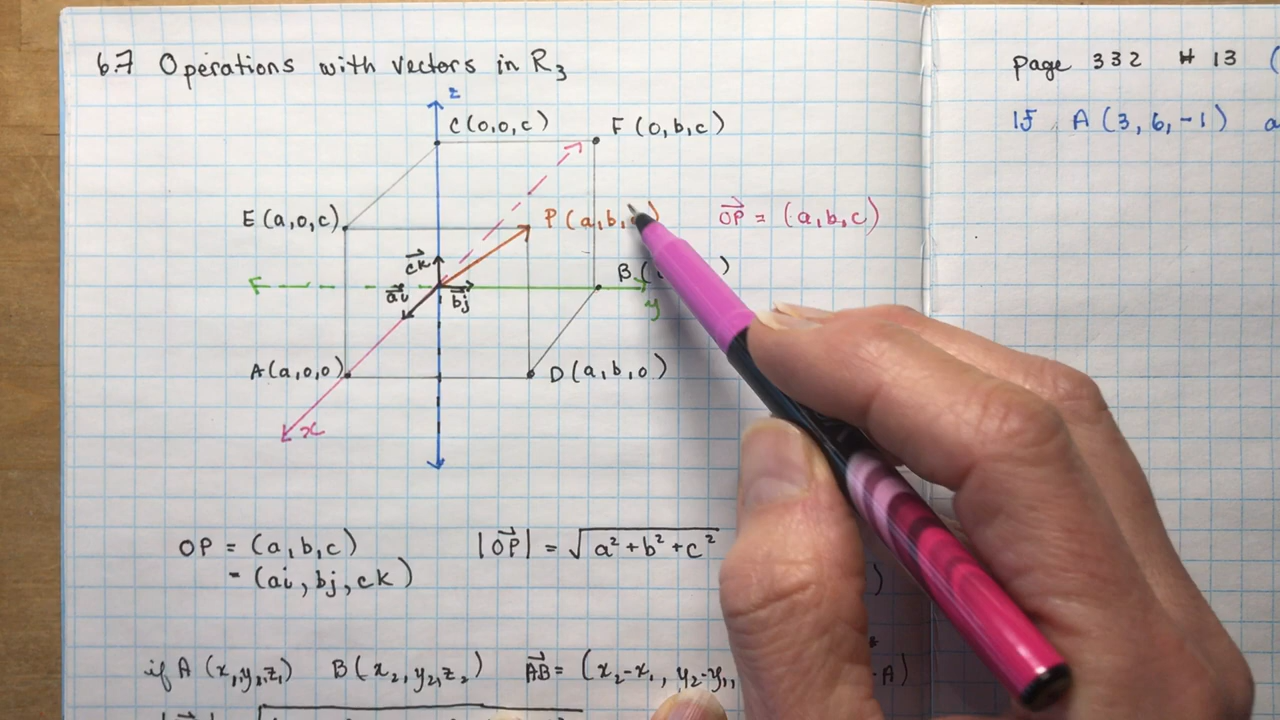 6.7 Operations with vectors in R₃
z
C(0,0,c)
F(0,b,c)
E(a,0,c)
P(a,b,
OP = (a,b,c)
ck
ai
bj
B(
)
y
A(a,0,0)
D(a,b,0)
x
OP = (a,b,c)
= (ai, bj, ck)
|OP| = √a²+b²+c²
)
if A (x₁,y₁,z₁) B(x₂,y₂,z₂) AB = (x₂-x₁, y₂-y₁,
-A)
page 332 # 13 (
If A(3,6,-1) a